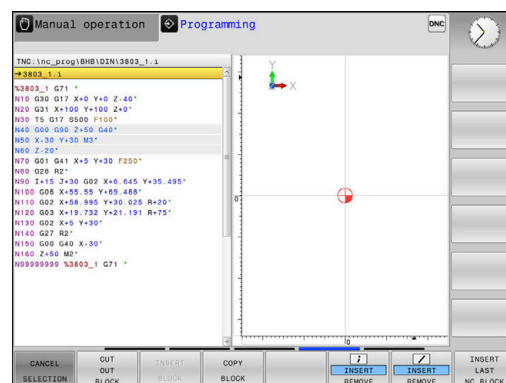 Manual operation
Programming
DNC
TNC:\nc_prog\BHB\DIN\3803_1.i
→3803_1.i
%3803_1 G71 *
N10 G30 G17 X+0 Y+0 Z-40*
N20 G31 X+100 Y+100 Z+0*
N30 T5 G17 S500 F100*
N40 G00 G90 Z+50 G40*
N50 X-30 Y+30 M3*
N60 Z-20*
N70 G01 G41 X+5 Y+30 F250*
N80 G26 R2*
N90 I+15 J+30 G02 X+6.645 Y+35.495*
N100 G06 X+55.55 Y+69.488*
N110 G02 X+58.995 Y+30.025 R+20*
N120 G03 X+19.732 Y+21.191 R+75*
N130 G02 X+5 Y+30*
N140 G27 R2*
N150 G00 G40 X-30*
N160 Z+50 M2*
N99999999 %3803_1 G71 *
Y
X
0
0
CANCEL SELECTION
CUT OUT BLOCK
INSERT BLOCK
COPY BLOCK
INSERT REMOVE
INSERT REMOVE
INSERT LAST NC BLOCK